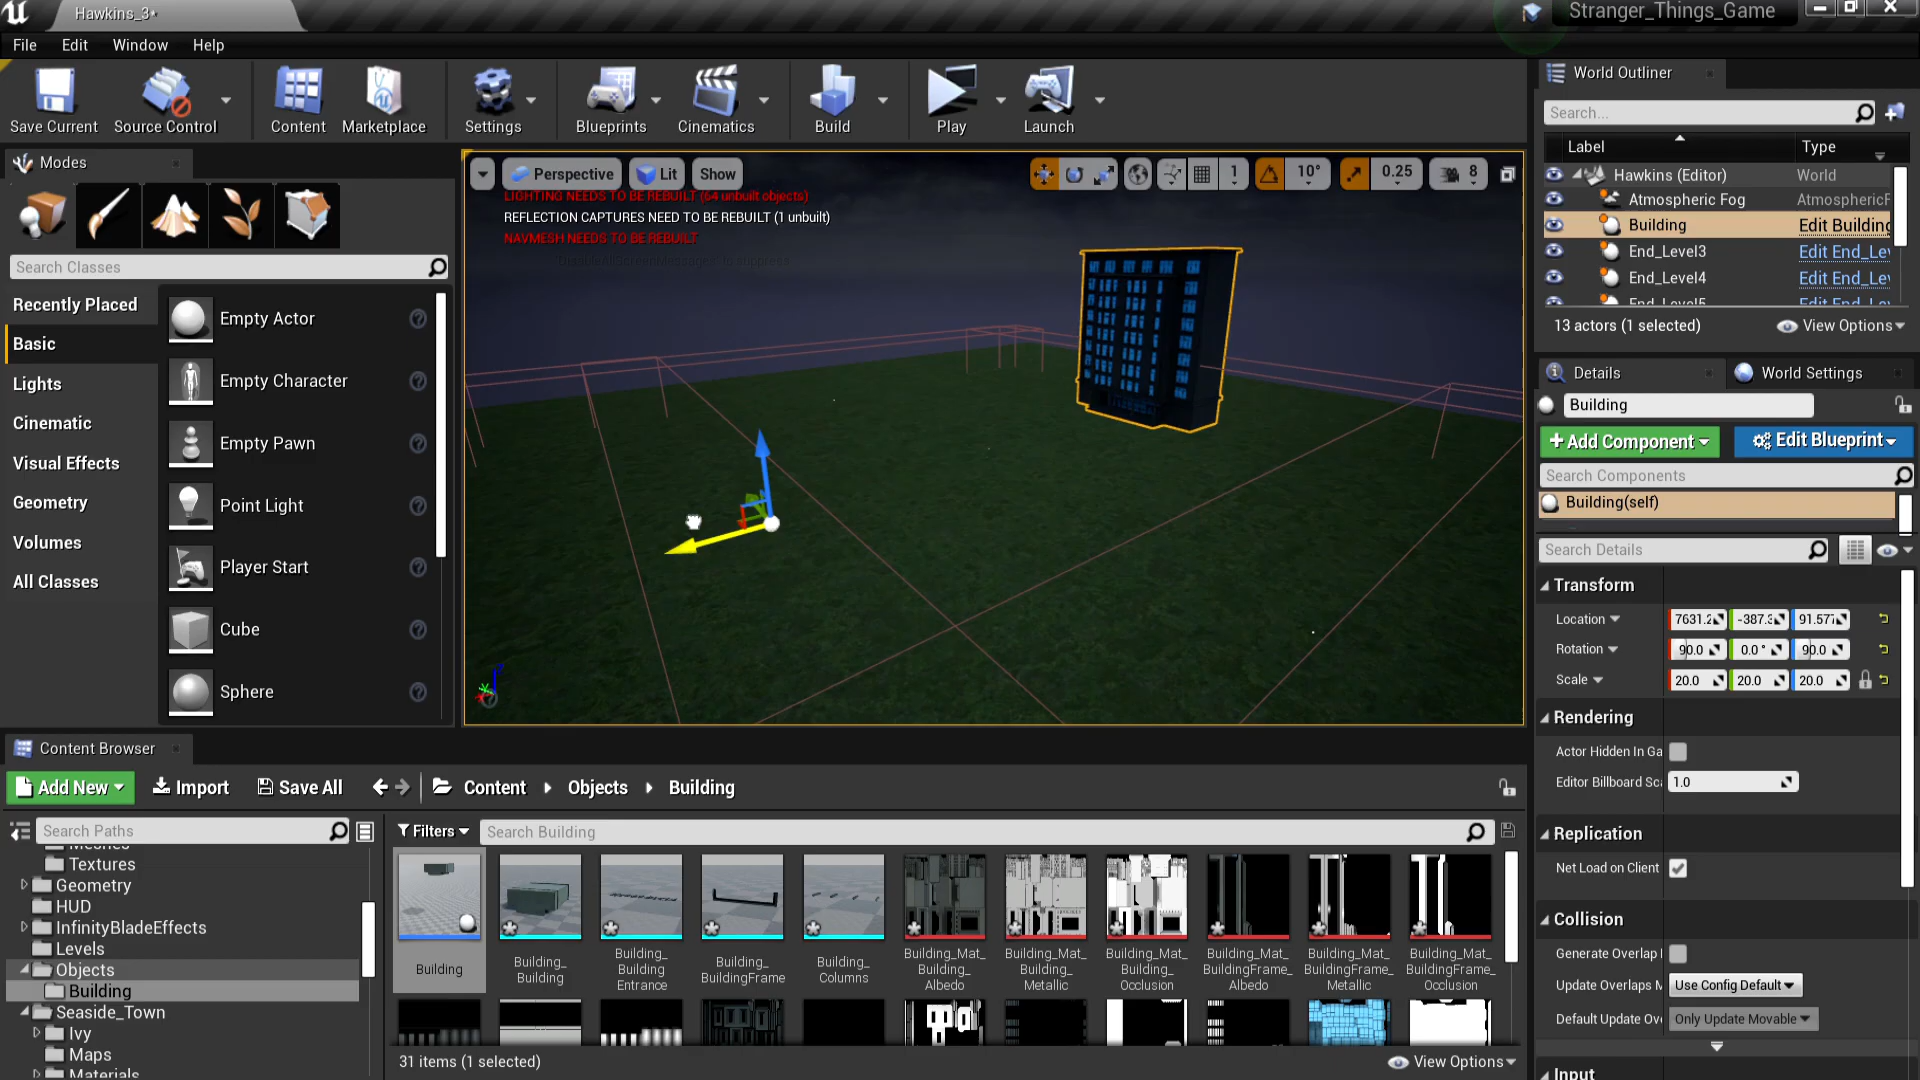 Hawkins_3•
Stranger_Things_Game
File Edit Window Help
Save Current Source Control Content Marketplace Settings Blueprints Cinematics Build Play Launch
World Outliner
Search...
Label Type
Hawkins (Editor) World
Atmospheric Fog Atmospheric
Building Edit Building
End_Level3 Edit End_Le
End_Level4 Edit End_Le
End_Level5 Edit End_Le
13 actors (1 selected) View Options
Modes
Search Classes
Recently Placed
Basic
Lights
Cinematic
Visual Effects
Geometry
Volumes
All Classes
Empty Actor
Empty Character
Empty Pawn
Point Light
Player Start
Cube
Sphere
Perspective Lit Show 1 10° 0.25 8
LIGHTING NEEDS TO BE REBUILT (64 unbuilt objects)
REFLECTION CAPTURES NEED TO BE REBUILT (1 unbuilt)
NAVMESH NEEDS TO BE REBUILT
'DisableAllScreenMessages' to suppress
Details World Settings
Building
+Add Component Edit Blueprint
Search Components
Building(self)
Search Details
Transform
Location 7631.2 -387.3 91.577
Rotation 90.0 0.0° 90.0
Scale 20.0 20.0 20.0
Rendering
Actor Hidden In Ga
Editor Billboard Sc 1.0
Replication
Net Load on Client
Collision
Generate Overlap
Update Overlaps M Use Config Default
Default Update Ov Only Update Movable
Input
Content Browser
Add New Import Save All Content Objects Building
Search Paths
Filters Search Building
Meshes
Textures
Geometry
HUD
InfinityBladeEffects
Levels
Objects
Building
Seaside_Town
Ivy
Maps
Materials
Building
Building_
Building
Building_
Building
Entrance
Building_
BuildingFrame
Building_
Columns
Building_Mat_
Building_
Albedo
Building_Mat_
Building_
Metallic
Building_Mat_
Building_
Occlusion
Building_Mat_
BuildingFrame_
Albedo
Building_Mat_
BuildingFrame_
Metallic
Building_Mat_
BuildingFrame_
Occlusion
31 items (1 selected) View Options